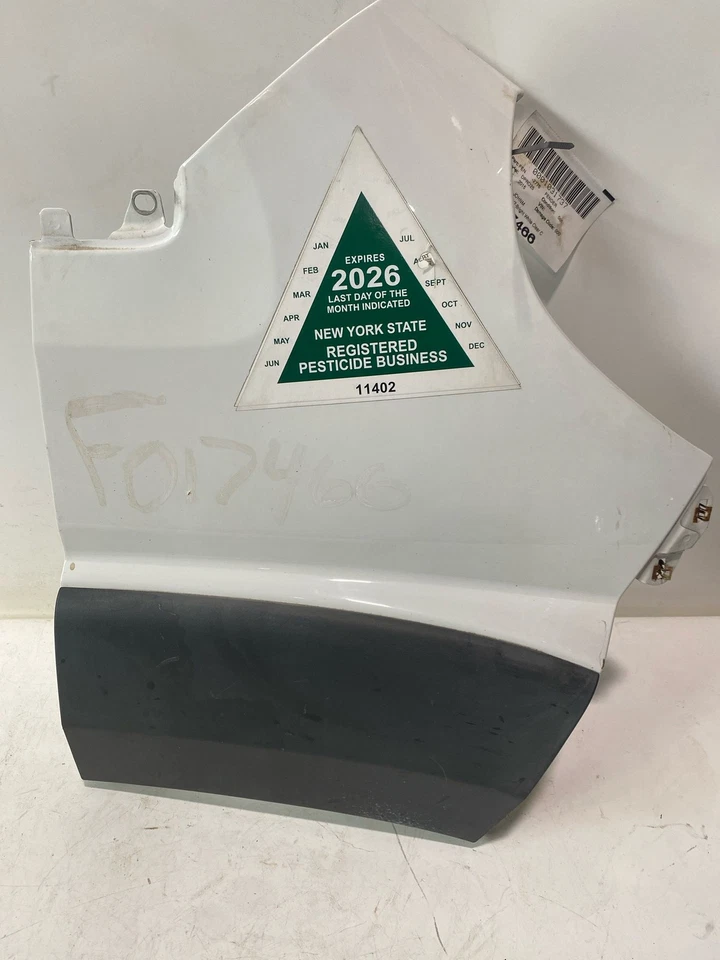 JAN
FEB
MAR
APR
MAY
JUN
EXPIRES
2026
LAST DAY OF THE
MONTH INDICATED
NEW YORK STATE
REGISTERED
PESTICIDE BUSINESS
JUL
SEPT
OCT
NOV
DEC
11402
F017466
0001031737